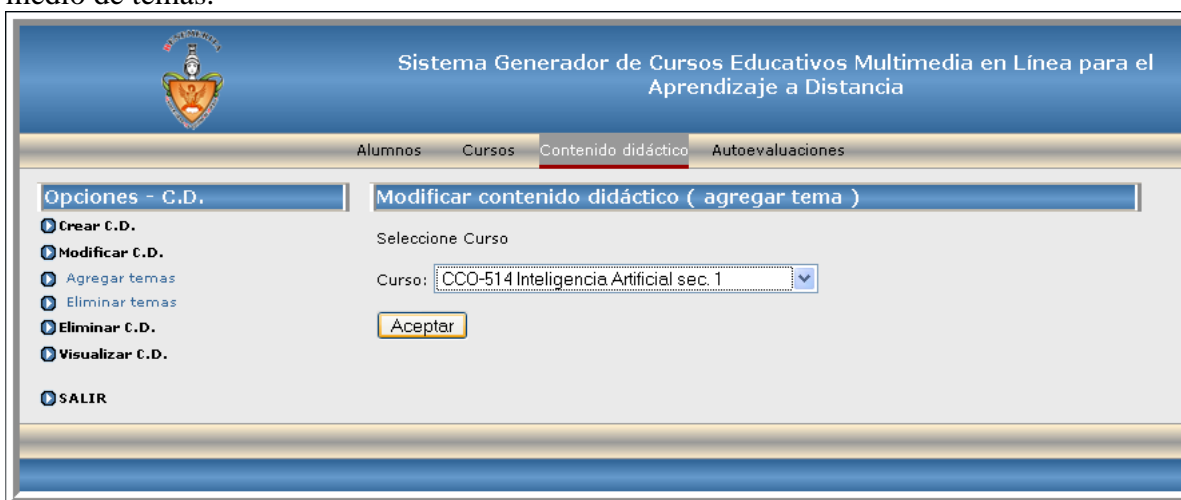 medio de temas.
Sistema Generador de Cursos Educativos Multimedia en Línea para el
Aprendizaje a Distancia
Alumnos Cursos Contenido didáctico Autoevaluaciones
Opciones - C.D.
Crear C.D.
Modificar C.D.
Agregar temas
Eliminar temas
Eliminar C.D.
Visualizar C.D.
SALIR
Modificar contenido didáctico ( agregar tema )
Seleccione Curso
Curso: CCO-514 Inteligencia Artificial sec. 1
Aceptar